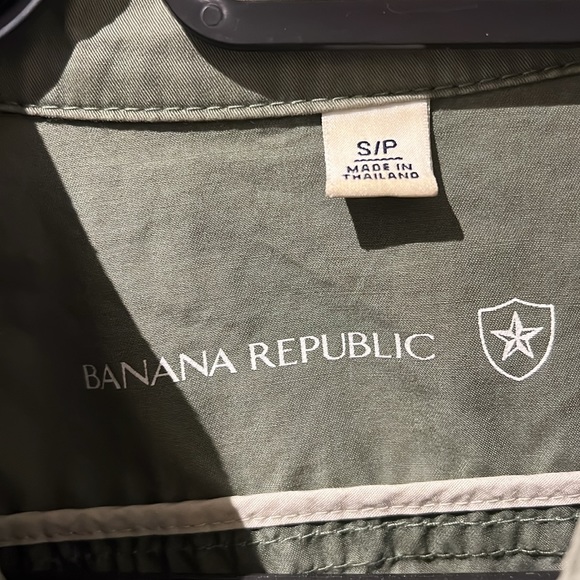 S/P
MADE IN
THAILAND
BANANA REPUBLIC